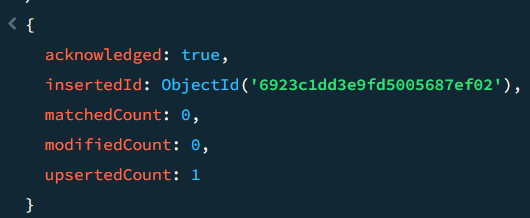 {
acknowledged: true,
insertedId: ObjectId('6923c1dd3e9fd5005687ef02'),
matchedCount: 0,
modifiedCount: 0,
upsertedCount: 1
}